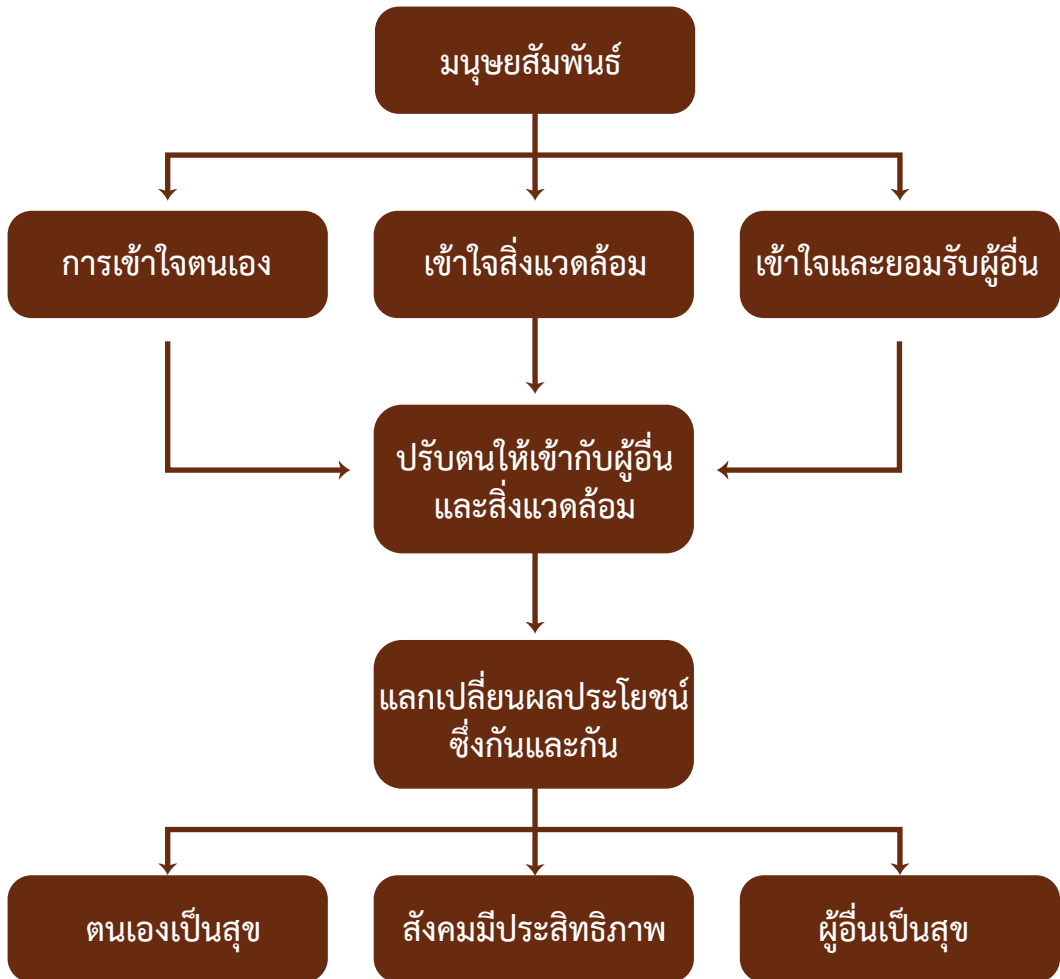 มนุษยสัมพันธ์
การเข้าใจตนเอง
เข้าใจสิ่งแวดล้อม
เข้าใจและยอมรับผู้อื่น
ปรับตนให้เข้ากับผู้อื่น
และสิ่งแวดล้อม
แลกเปลี่ยนผลประโยชน์
ซึ่งกันและกัน
ตนเองเป็นสุข
สังคมมีประสิทธิภาพ
ผู้อื่นเป็นสุข